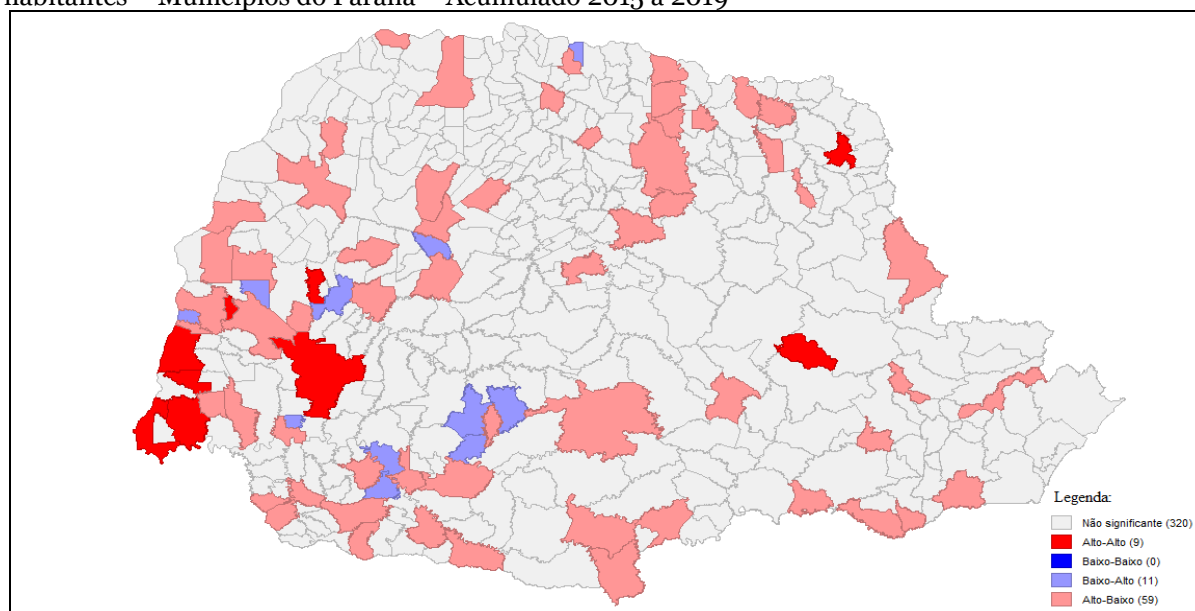 habitantes – Municípios do Paraná – Acumulado 2015 a 2019
Legenda:
Não significante (320)
Alto-Alto (9)
Baixo-Baixo (0)
Baixo-Alto (11)
Alto-Baixo (59)